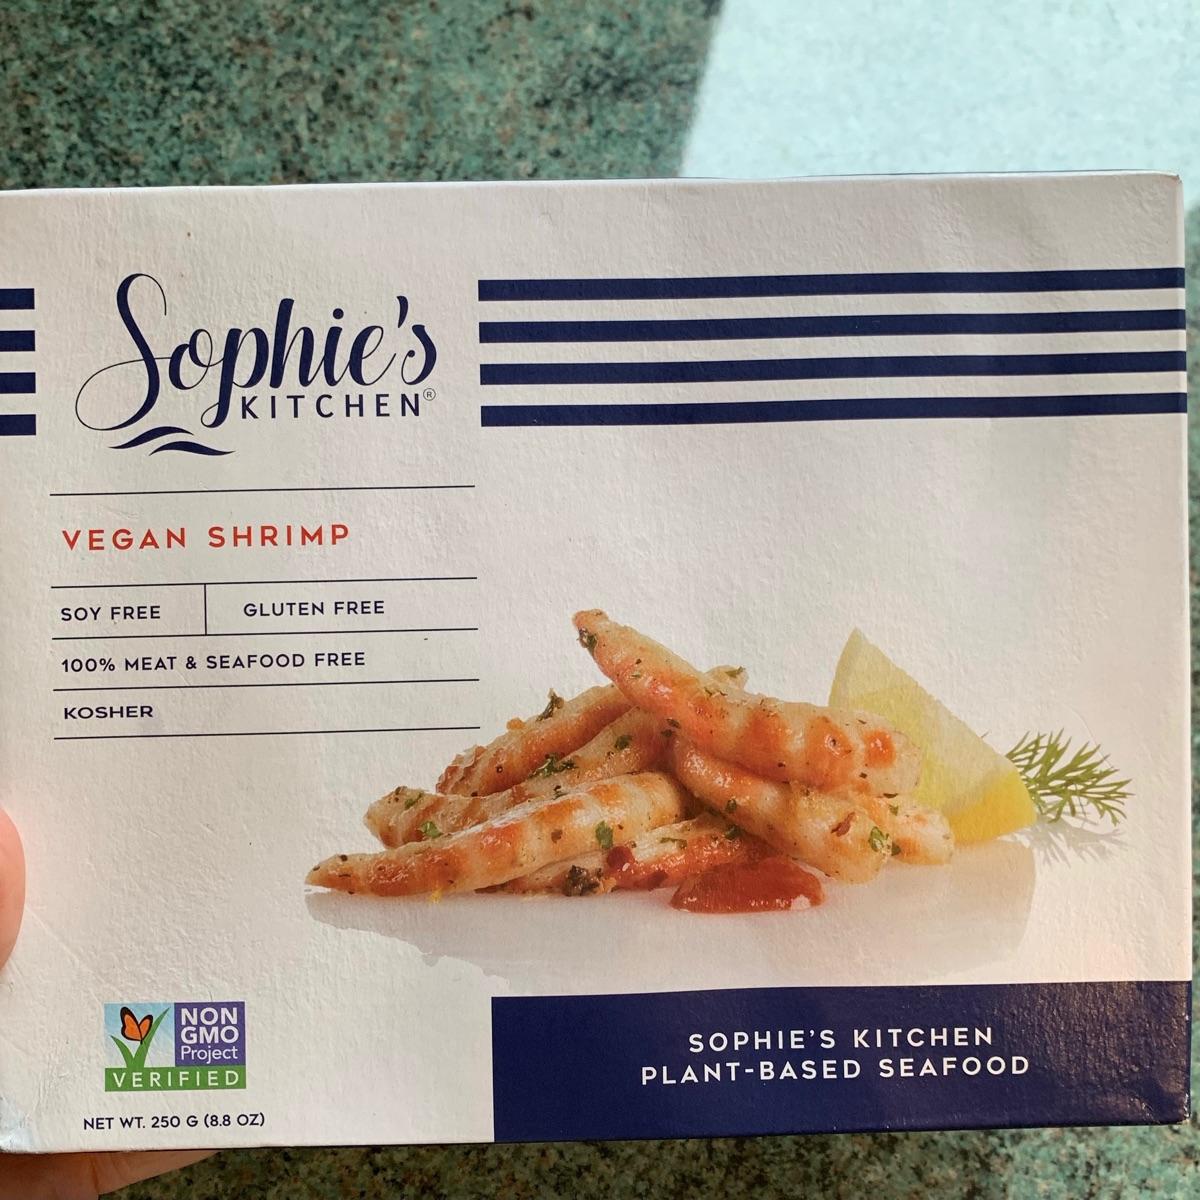 Sophie's
KITCHEN®
VEGAN SHRIMP
SOY FREE
GLUTEN FREE
100% MEAT & SEAFOOD FREE
KOSHER
NON
GMO
Project
VERIFIED
NET WT. 250 G (8.8 OZ)
SOPHIE'S KITCHEN
PLANT-BASED SEAFOOD